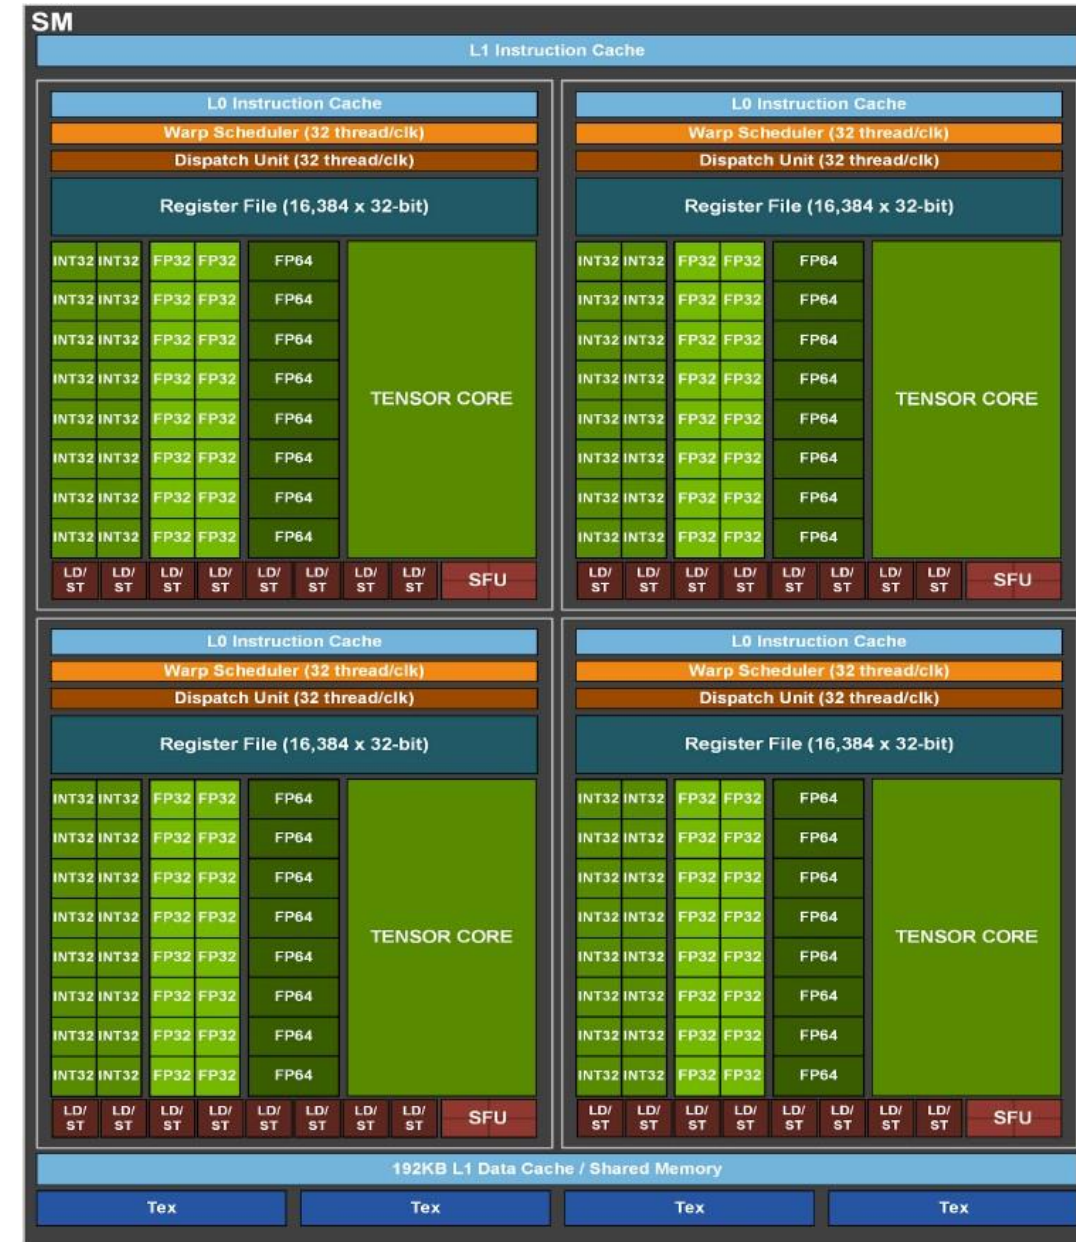 SM
L1 Instruction Cache
L0 Instruction Cache
Warp Scheduler (32 thread/clk)
Dispatch Unit (32 thread/clk)
Register File (16,384 x 32-bit)
INT32 INT32 FP32 FP32 FP64
INT32 INT32 FP32 FP32 FP64
INT32 INT32 FP32 FP32 FP64
INT32 INT32 FP32 FP32 FP64
TENSOR CORE
INT32 INT32 FP32 FP32 FP64
INT32 INT32 FP32 FP32 FP64
INT32 INT32 FP32 FP32 FP64
INT32 INT32 FP32 FP32 FP64
LD/ LD/ LD/ LD/ LD/ LD/ LD/ LD/
ST ST ST ST ST ST ST ST
SFU
L0 Instruction Cache
Warp Scheduler (32 thread/clk)
Dispatch Unit (32 thread/clk)
Register File (16,384 x 32-bit)
INT32 INT32 FP32 FP32 FP64
INT32 INT32 FP32 FP32 FP64
INT32 INT32 FP32 FP32 FP64
INT32 INT32 FP32 FP32 FP64
TENSOR CORE
INT32 INT32 FP32 FP32 FP64
INT32 INT32 FP32 FP32 FP64
INT32 INT32 FP32 FP32 FP64
INT32 INT32 FP32 FP32 FP64
LD/ LD/ LD/ LD/ LD/ LD/ LD/ LD/
ST ST ST ST ST ST ST ST
SFU
L0 Instruction Cache
Warp Scheduler (32 thread/clk)
Dispatch Unit (32 thread/clk)
Register File (16,384 x 32-bit)
INT32 INT32 FP32 FP32 FP64
INT32 INT32 FP32 FP32 FP64
INT32 INT32 FP32 FP32 FP64
INT32 INT32 FP32 FP32 FP64
TENSOR CORE
INT32 INT32 FP32 FP32 FP64
INT32 INT32 FP32 FP32 FP64
INT32 INT32 FP32 FP32 FP64
INT32 INT32 FP32 FP32 FP64
LD/ LD/ LD/ LD/ LD/ LD/ LD/ LD/
ST ST ST ST ST ST ST ST
SFU
L0 Instruction Cache
Warp Scheduler (32 thread/clk)
Dispatch Unit (32 thread/clk)
Register File (16,384 x 32-bit)
INT32 INT32 FP32 FP32 FP64
INT32 INT32 FP32 FP32 FP64
INT32 INT32 FP32 FP32 FP64
INT32 INT32 FP32 FP32 FP64
TENSOR CORE
INT32 INT32 FP32 FP32 FP64
INT32 INT32 FP32 FP32 FP64
INT32 INT32 FP32 FP32 FP64
INT32 INT32 FP32 FP32 FP64
LD/ LD/ LD/ LD/ LD/ LD/ LD/ LD/
ST ST ST ST ST ST ST ST
SFU
192KB L1 Data Cache / Shared Memory
Tex Tex Tex Tex